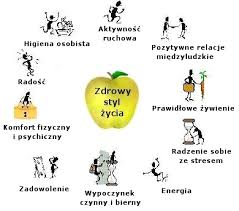 Aktywność
ruchowa
Higiena osobista
Pozytywne relacje
międzyludzkie
Radość
Zdrowy
styl
życia
Prawidłowe żywienie
Komfort fizyczny
i psychiczny
Radzenie sobie
ze stresem
Zadowolenie
Wypoczynek
czynny i bierny
Energia